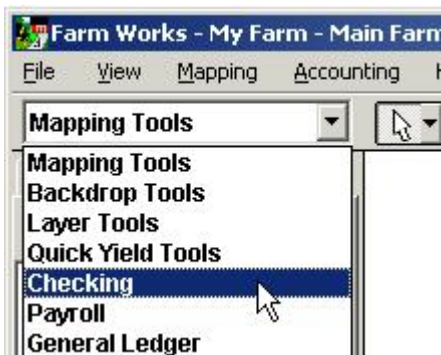 Farm Works - My Farm - Main Farm
File View Mapping Accounting
Mapping Tools
Mapping Tools
Backdrop Tools
Layer Tools
Quick Yield Tools
Checking
Payroll
General Ledger